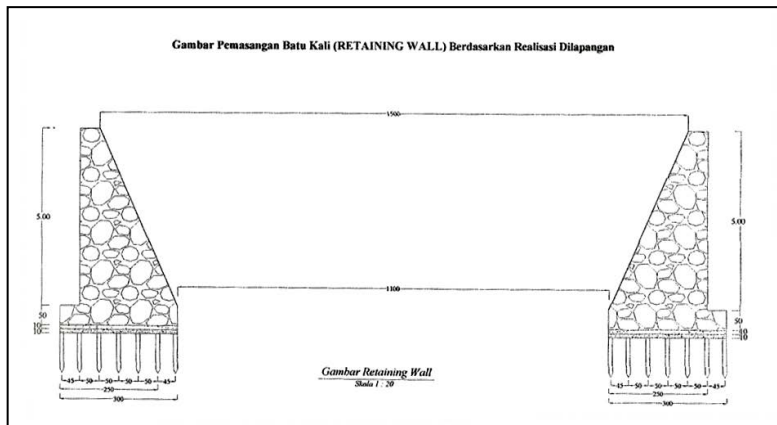 Gambar Pemasangan Batu Kali (RETAINING WALL) Berdasarkan Realisasi Dilapangan
1500
5.00
5.00
1300
50
10
10
50
10
10
45 50 50 50 50 45
250
300
Gambar Retaining Wall
Skala 1 : 20
45 50 50 50 50 45
250
300